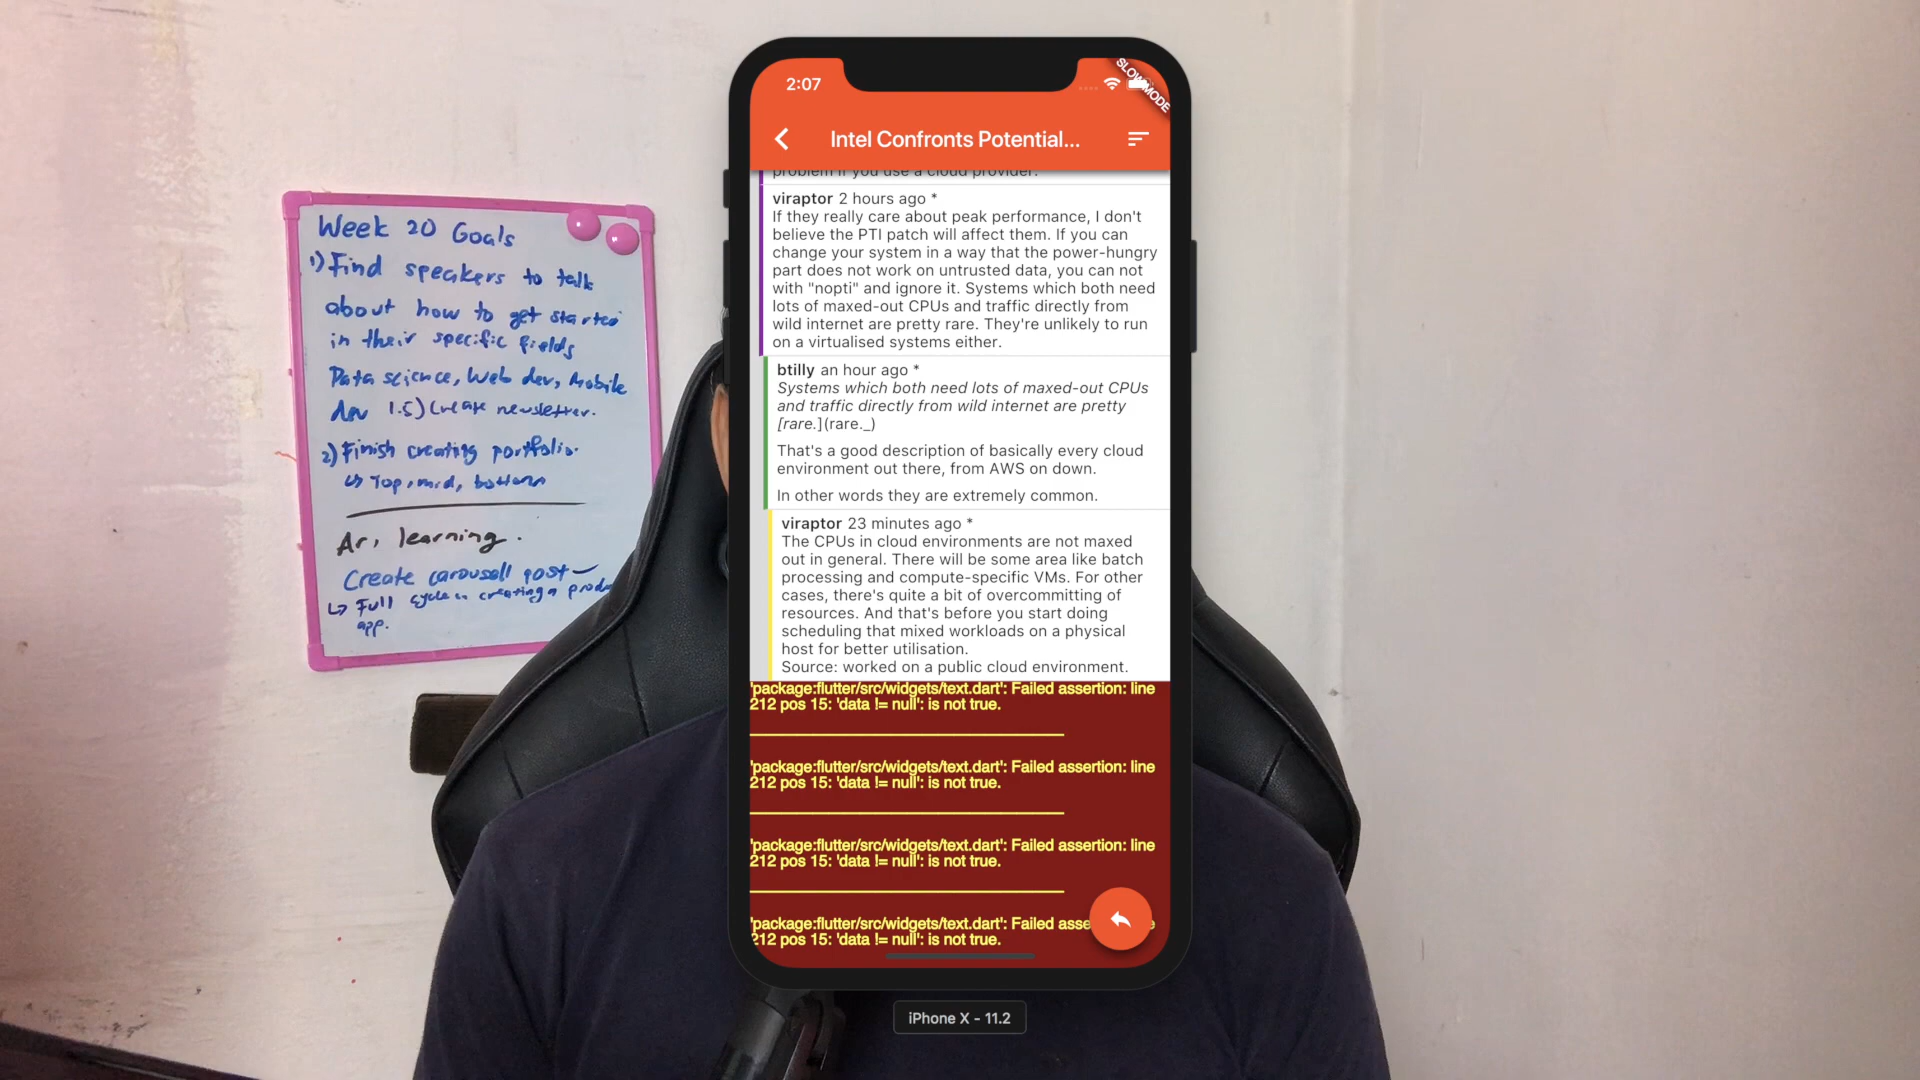 Week 20 Goals
1) Find speakers to talk
about how to get started
in their specific fields
Data science, Web dev, Mobile
dev 1.5) Create newsletter.
2) Finish creating portfolio.
↳ Top, mid, bottom
Ar, learning.
Create carousell post
↳ Full cycle in creating a
app.
2:07
SLOW MODE
Intel Confronts Potential...
problem if you use a cloud provider.
viraptor 2 hours ago *
If they really care about peak performance, I don't
believe the PTI patch will affect them. If you can
change your system in a way that the power-hungry
part does not work on untrusted data, you can not
with "nopti" and ignore it. Systems which both need
lots of maxed-out CPUs and traffic directly from
wild internet are pretty rare. They're unlikely to run
on a virtualised systems either.
btilly an hour ago *
Systems which both need lots of maxed-out CPUs
and traffic directly from wild internet are pretty
[rare.](rare._)
That's a good description of basically every cloud
environment out there, from AWS on down.
In other words they are extremely common.
viraptor 23 minutes ago *
The CPUs in cloud environments are not maxed
out in general. There will be some area like batch
processing and compute-specific VMs. For other
cases, there's quite a bit of overcommitting of
resources. And that's before you start doing
scheduling that mixed workloads on a physical
host for better utilisation.
Source: worked on a public cloud environment.
'package:flutter/src/widgets/text.dart': Failed assertion: line
212 pos 15: 'data != null': is not true.
'package:flutter/src/widgets/text.dart': Failed assertion: line
212 pos 15: 'data != null': is not true.
'package:flutter/src/widgets/text.dart': Failed assertion: line
212 pos 15: 'data != null': is not true.
'package:flutter/src/widgets/text.dart': Failed asse
212 pos 15: 'data != null': is not true.
iPhone X - 11.2